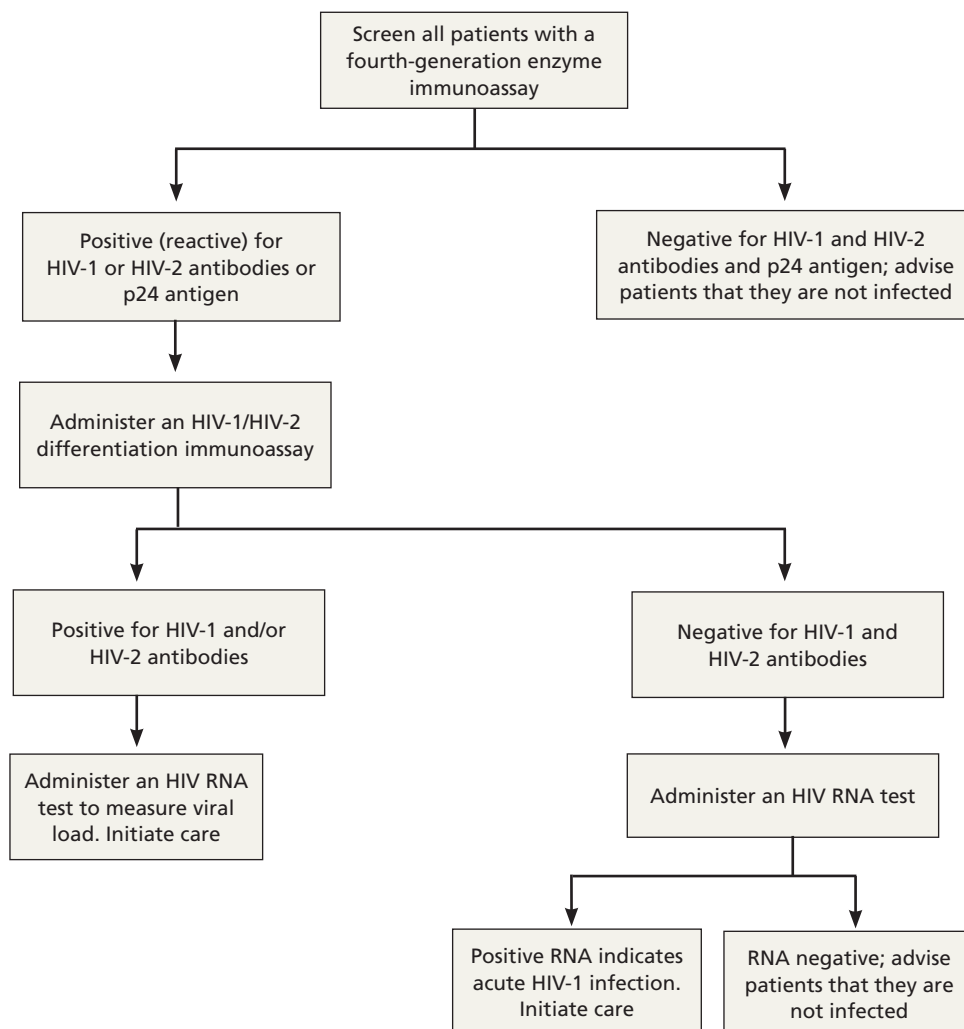 Screen all patients with a
fourth-generation enzyme
immunoassay
Positive (reactive) for
HIV-1 or HIV-2 antibodies or
p24 antigen
Negative for HIV-1 and HIV-2
antibodies and p24 antigen; advise
patients that they are not infected
Administer an HIV-1/HIV-2
differentiation immunoassay
Positive for HIV-1 and/or
HIV-2 antibodies
Negative for HIV-1 and
HIV-2 antibodies
Administer an HIV RNA
test to measure viral
load. Initiate care
Administer an HIV RNA test
Positive RNA indicates
acute HIV-1 infection.
Initiate care
RNA negative; advise
patients that they are
not infected